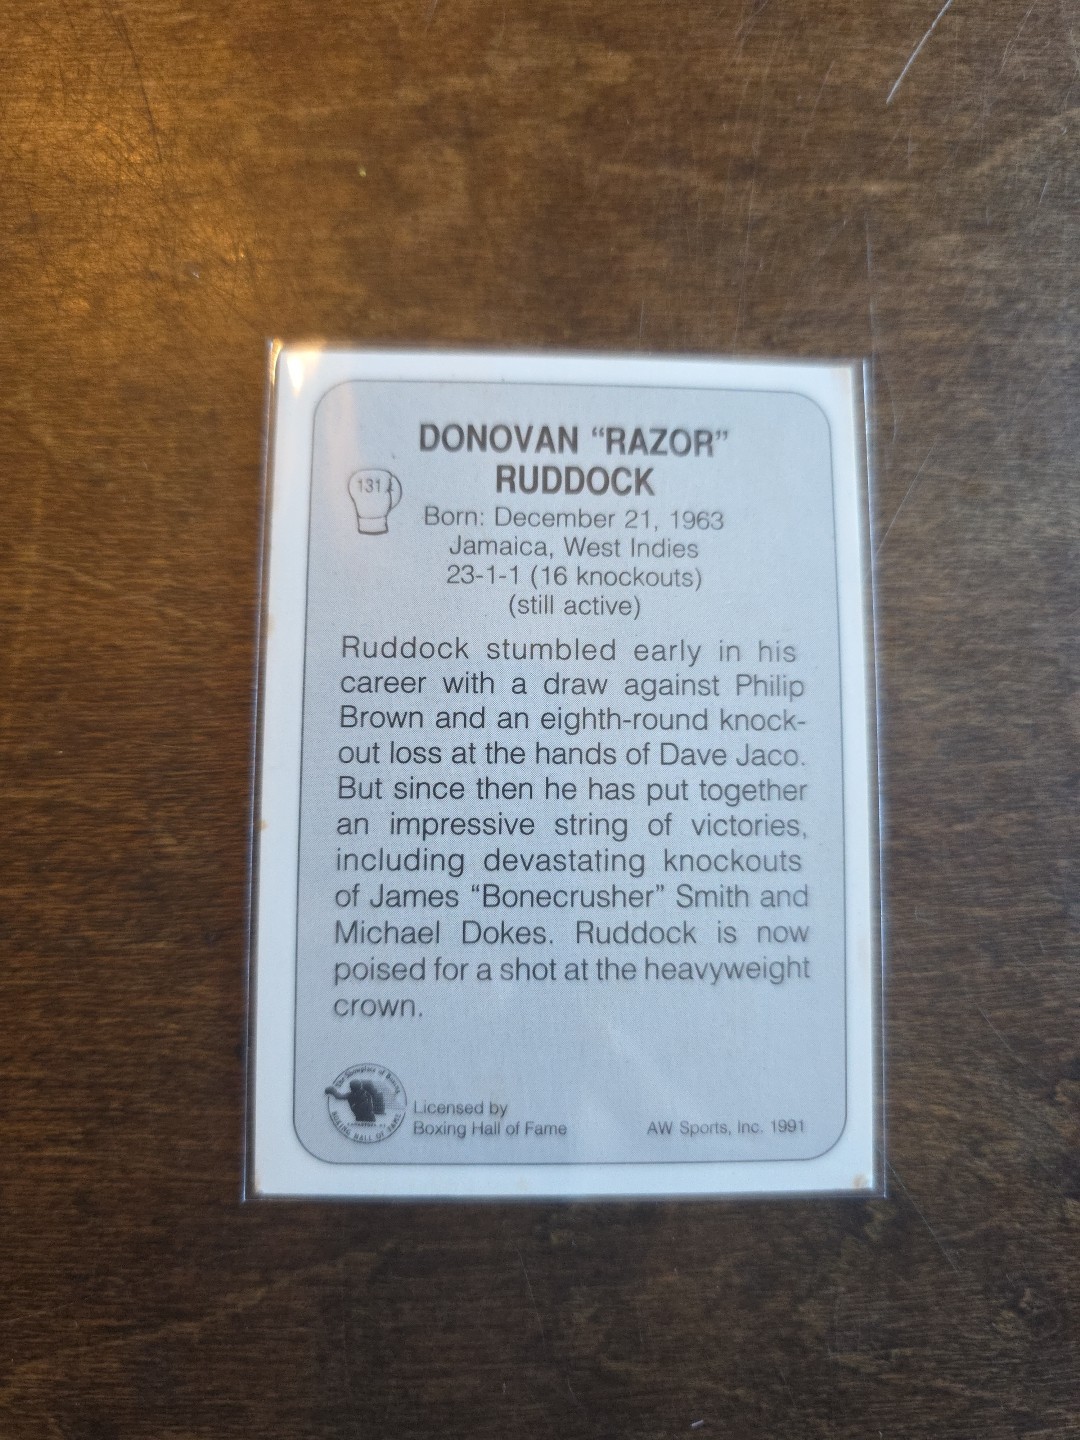 DONOVAN “RAZOR”
RUDDOCK
131
Born: December 21, 1963
Jamaica, West Indies
23-1-1 (16 knockouts)
(still active)
Ruddock stumbled early in his
career with a draw against Philip
Brown and an eighth-round knock-
out loss at the hands of Dave Jaco.
But since then he has put together
an impressive string of victories,
including devastating knockouts
of James “Bonecrusher” Smith and
Michael Dokes. Ruddock is now
poised for a shot at the heavyweight
crown.
BOXING HALL OF FAME
Licensed by
Boxing Hall of Fame
AW Sports, Inc. 1991